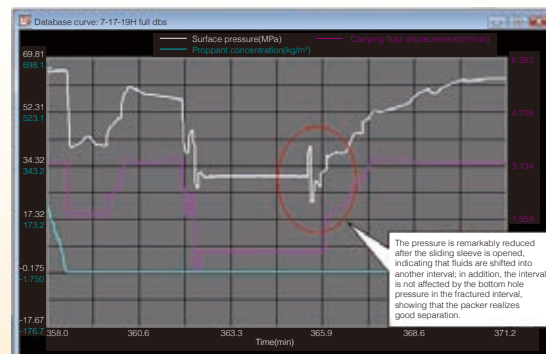 Database curve: 7-17-19H full dbs
Surface pressure(MPa)
Carrying fluid displacement(m³/min)
Proppant concentration(kg/m³)
69.81
698.1
52.31
523.1
34.32
343.2
17.32
173.2
-0.175
-1.750
-17.67
-176.7
6.283
4.708
3.134
1.559
358.0 360.6 363.3 365.9 368.6 371.2
Time(min)
The pressure is remarkably reduced
after the sliding sleeve is opened,
indicating that fluids are shifted into
another interval; in addition, the interval
is not affected by the bottom hole
pressure in the fractured interval,
showing that the packer realizes
good separation.